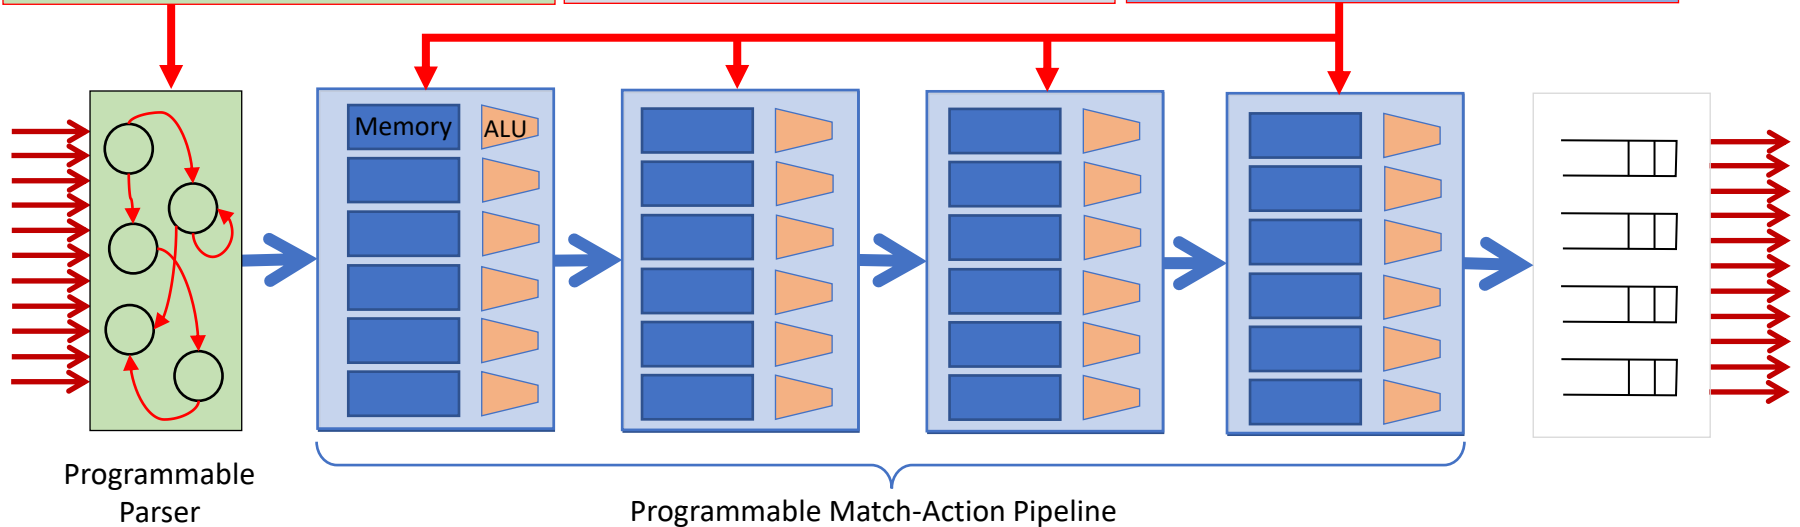 Memory
ALU
Programmable
Parser
Programmable Match-Action Pipeline